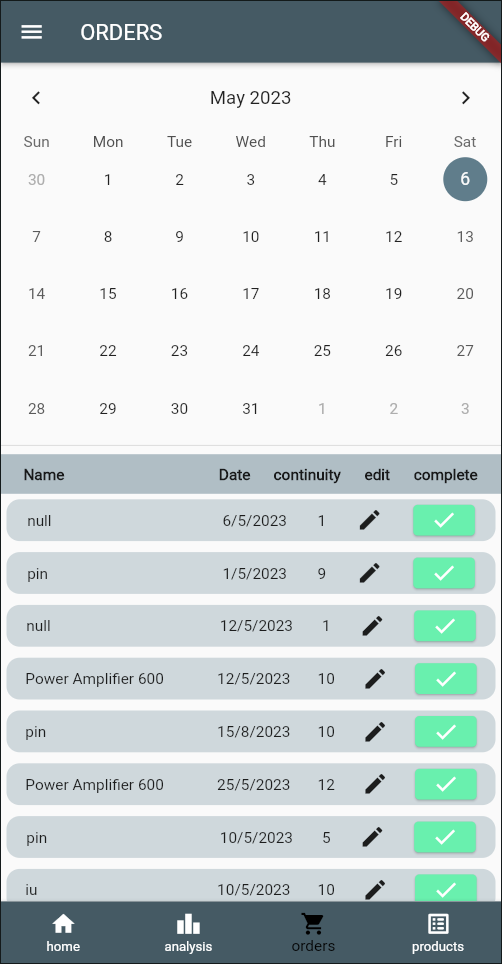 ORDERS
DEBUG
May 2023
Sun Mon Tue Wed Thu Fri Sat
30 1 2 3 4 5 6
7 8 9 10 11 12 13
14 15 16 17 18 19 20
21 22 23 24 25 26 27
28 29 30 31 1 2 3
Name Date continuity edit complete
null 6/5/2023 1
pin 1/5/2023 9
null 12/5/2023 1
Power Amplifier 600 12/5/2023 10
pin 15/8/2023 10
Power Amplifier 600 25/5/2023 12
pin 10/5/2023 5
iu 10/5/2023 10
home analysis orders products